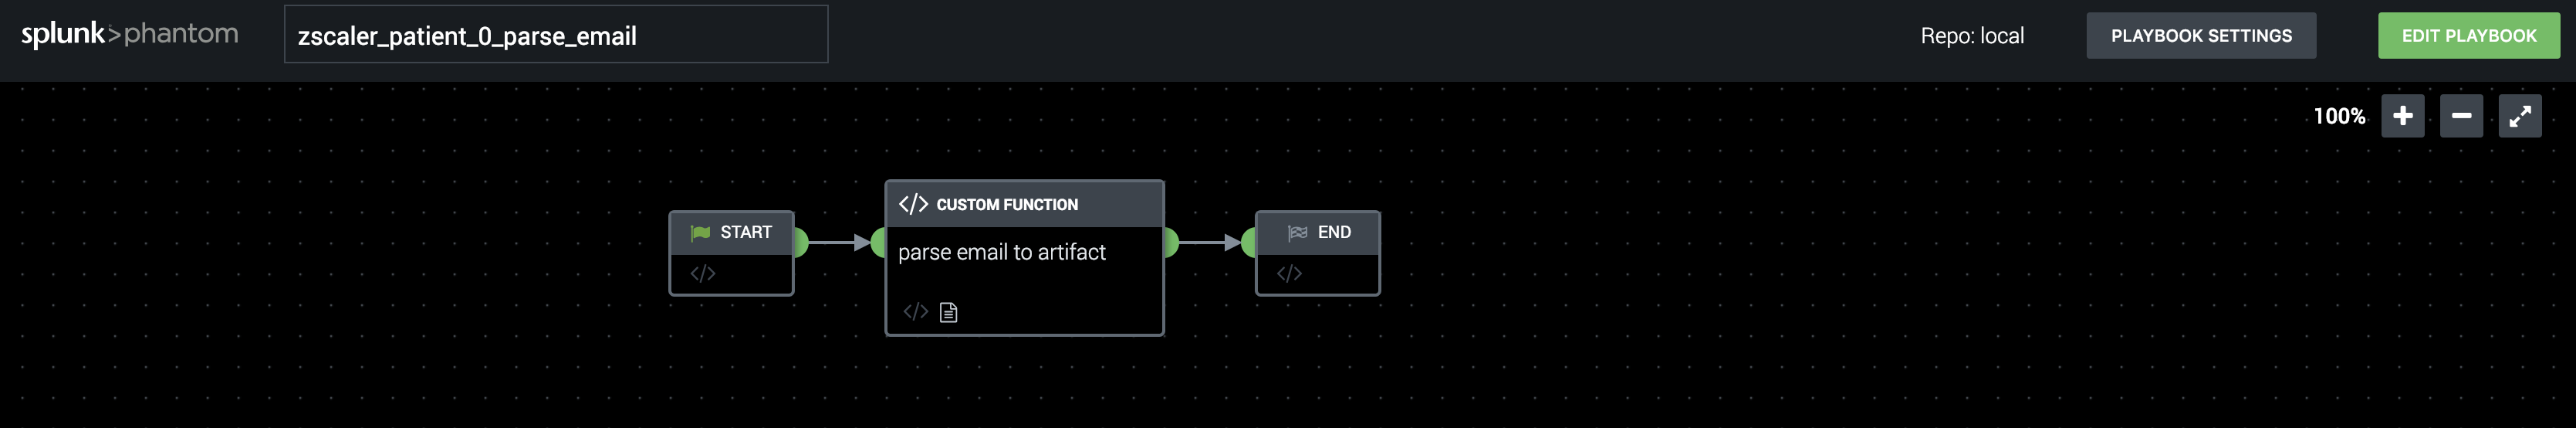 splunk>phantom
zscaler_patient_0_parse_email
Repo: local
PLAYBOOK SETTINGS
EDIT PLAYBOOK
100%
START
</>
</> CUSTOM FUNCTION
parse email to artifact
</>
END
</>